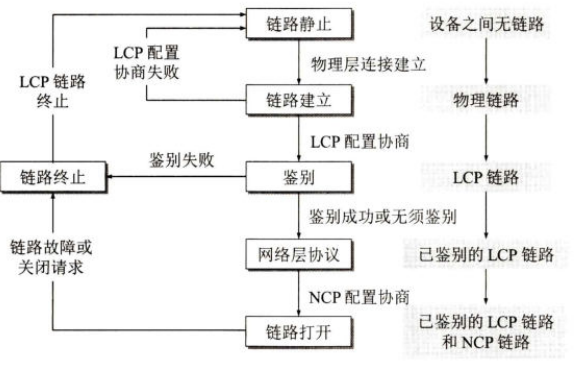 链路静止
设备之间无链路
LCP 配置
协商失败
物理层连接建立
LCP 链路
终止
链路建立
物理链路
LCP 配置协商
鉴别失败
链路终止
鉴别
LCP 链路
鉴别成功或无须鉴别
链路故障或
关闭请求
网络层协议
已鉴别的 LCP 链路
NCP 配置协商
链路打开
已鉴别的 LCP 链路
和 NCP 链路